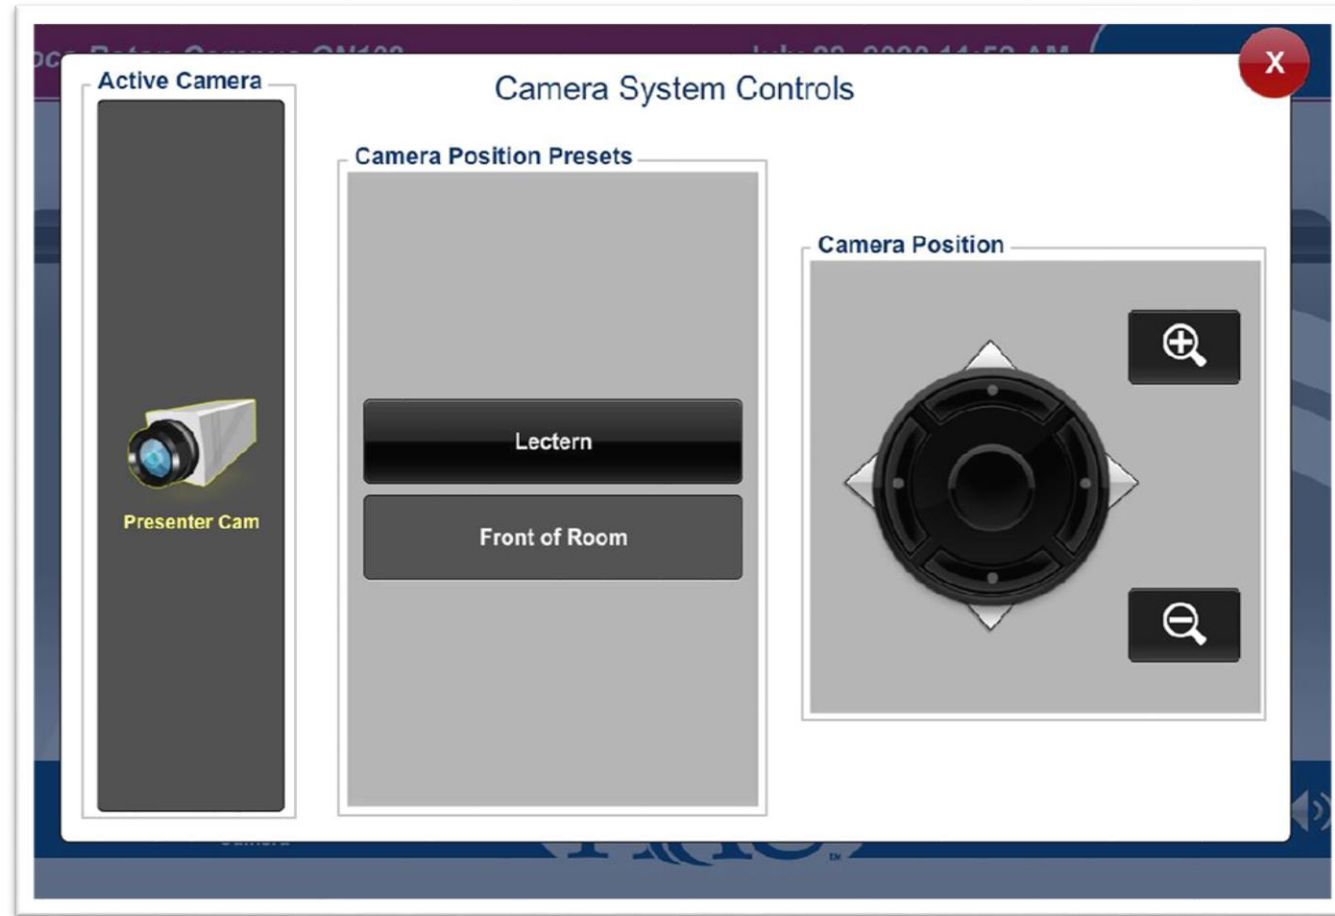 Active Camera
Camera System Controls
X
Camera Position Presets
Camera Position
Lectern
Front of Room
Presenter Cam